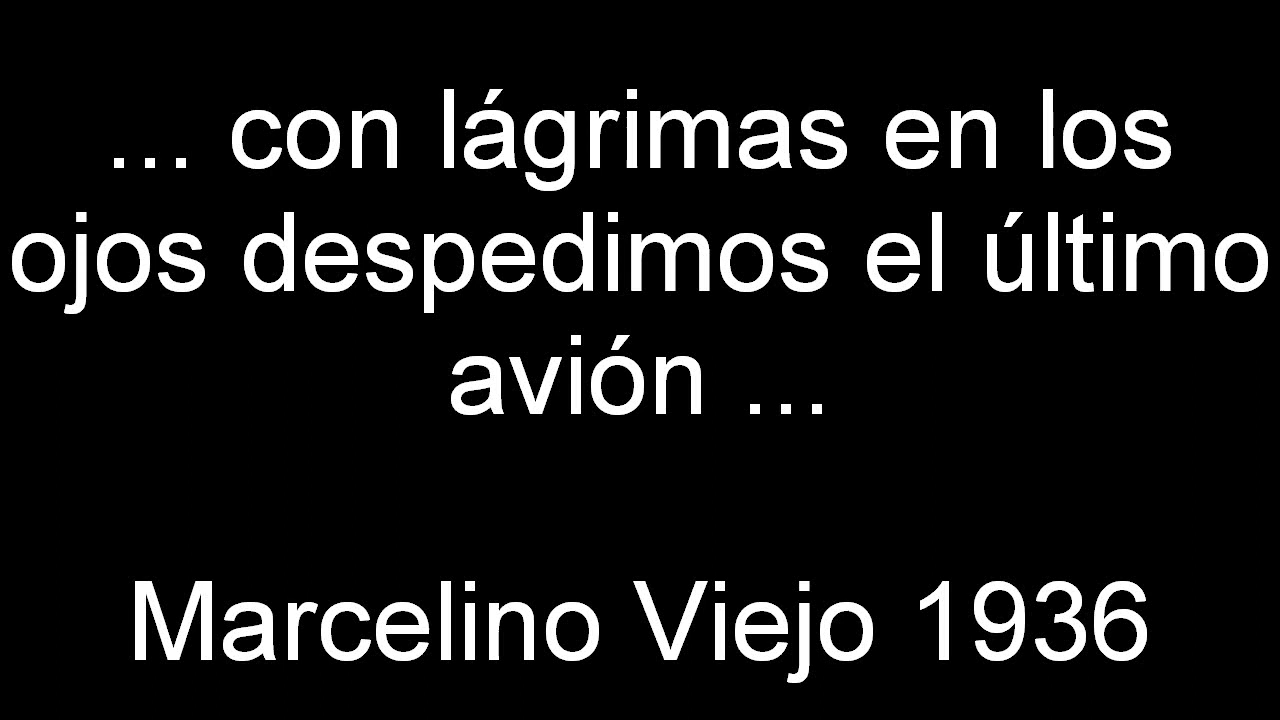 ... con lágrimas en los
ojos despedimos el último
avión ...
Marcelino Viejo 1936